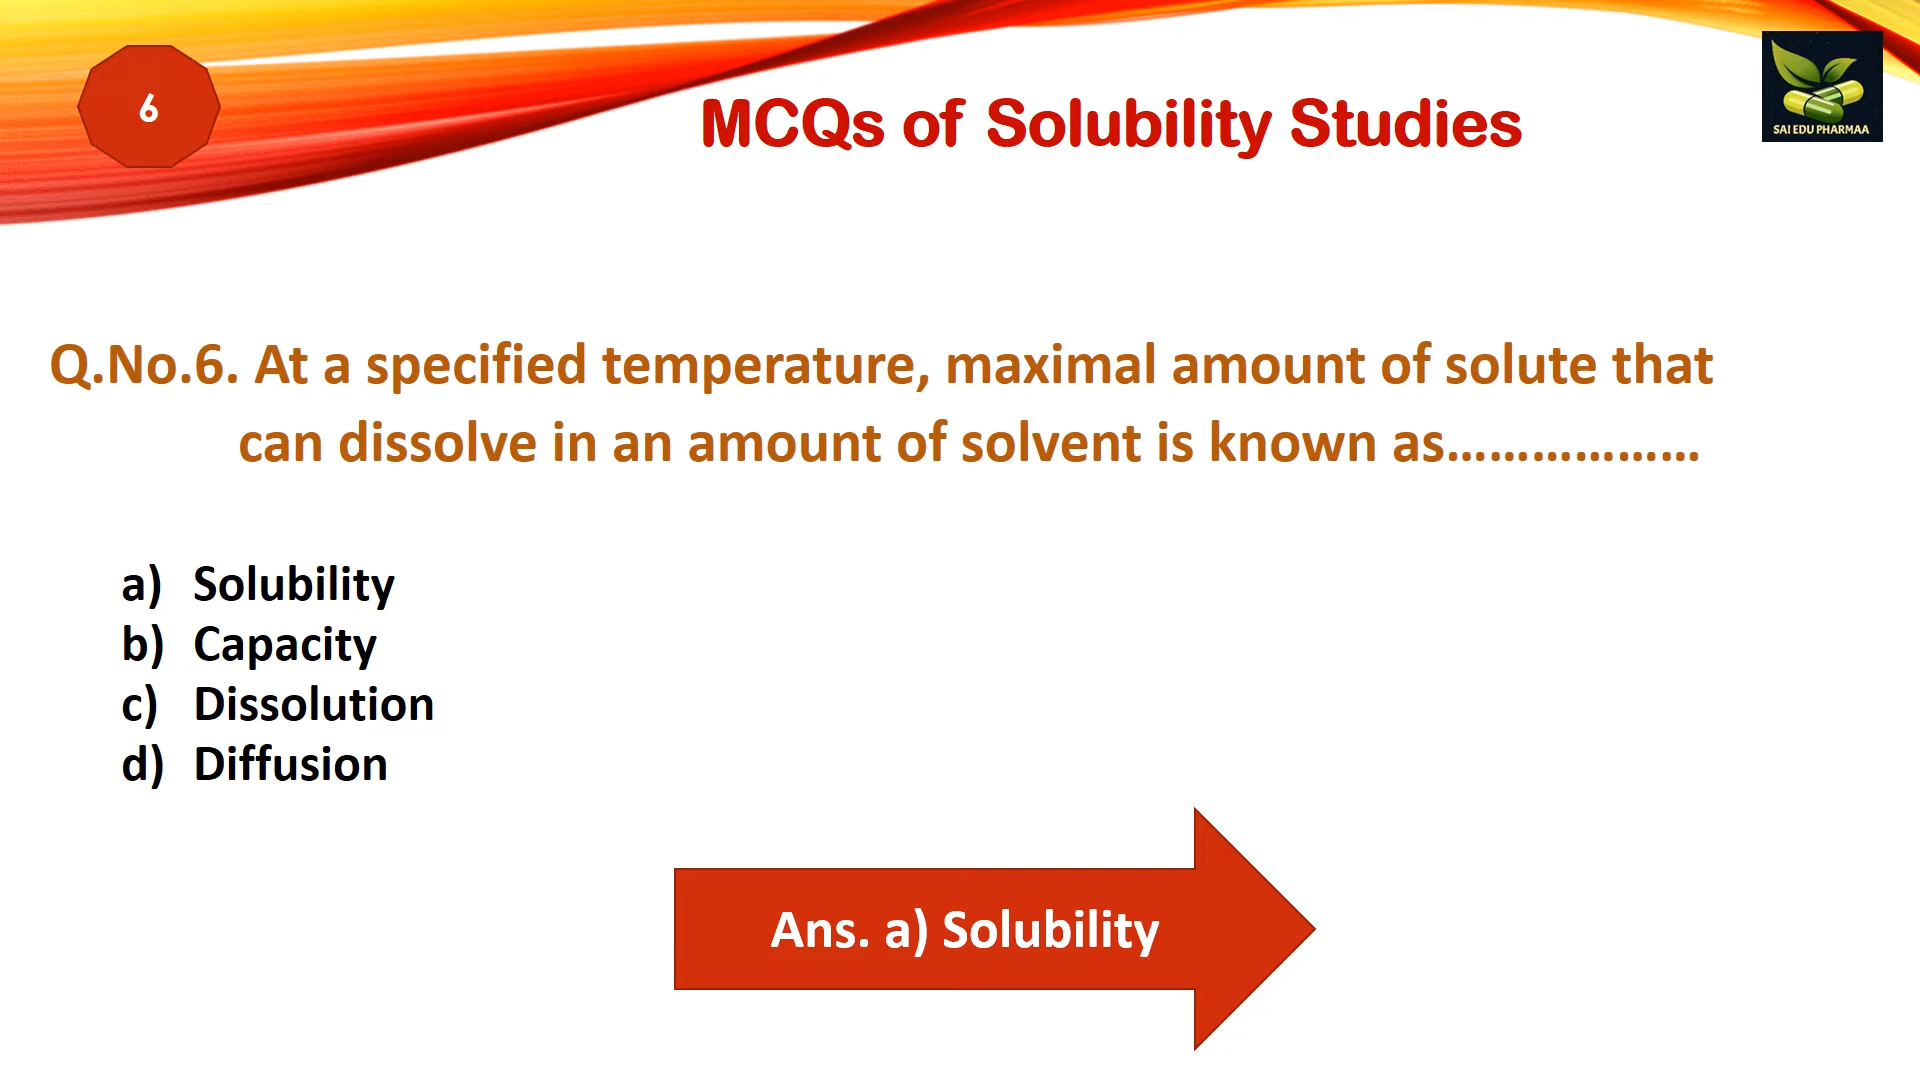 6
MCQs of Solubility Studies
SAI EDU PHARMAA
Q.No.6. At a specified temperature, maximal amount of solute that
can dissolve in an amount of solvent is known as………………
a) Solubility
b) Capacity
c) Dissolution
d) Diffusion
Ans. a) Solubility